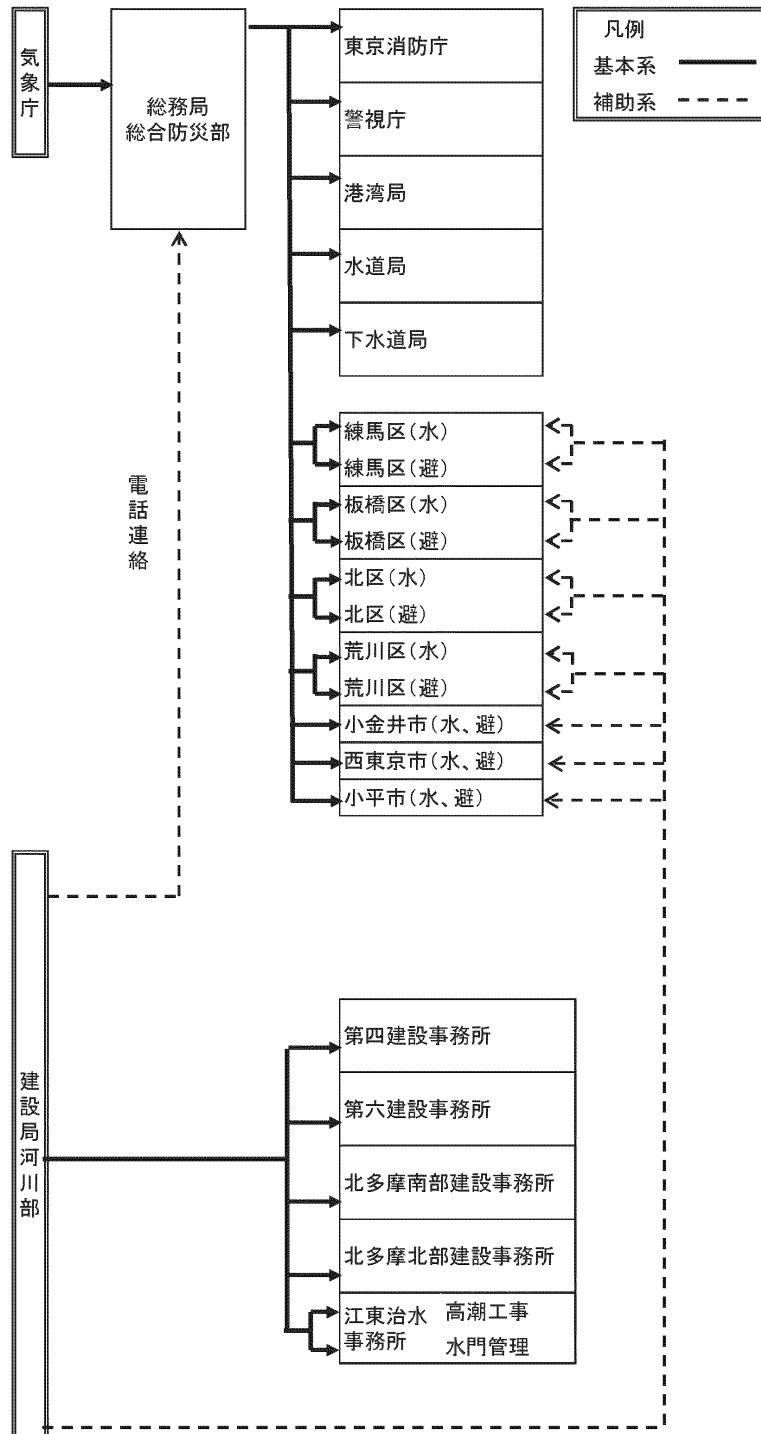 気象庁
総務局
総合防災部
東京消防庁
警視庁
港湾局
水道局
下水道局
凡例
基本系
補助系
練馬区(水)
練馬区(避)
板橋区(水)
板橋区(避)
北区(水)
北区(避)
荒川区(水)
荒川区(避)
小金井市(水、避)
西東京市(水、避)
小平市(水、避)
電話連絡
建設局河川部
第四建設事務所
第六建設事務所
北多摩南部建設事務所
北多摩北部建設事務所
江東治水
事務所
高潮工事
水門管理